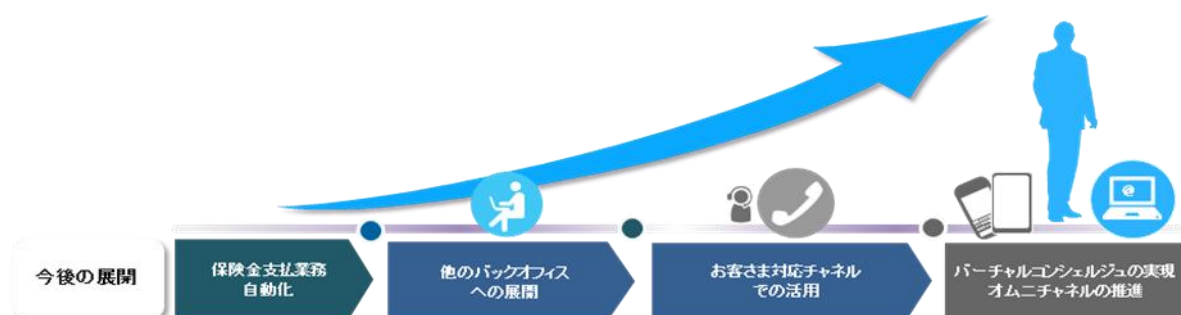 今後の展開
保険金支払業務
自動化
他のバックオフィス
への展開
お客さま対応チャネル
での活用
バーチャルコンシェルジュの実現
オムニチャネルの推進